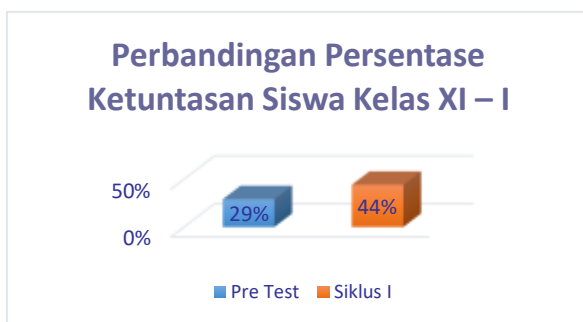 Perbandingan Persentase
Ketuntasan Siswa Kelas XI – I
50%
29%
44%
0%
Pre Test Siklus I